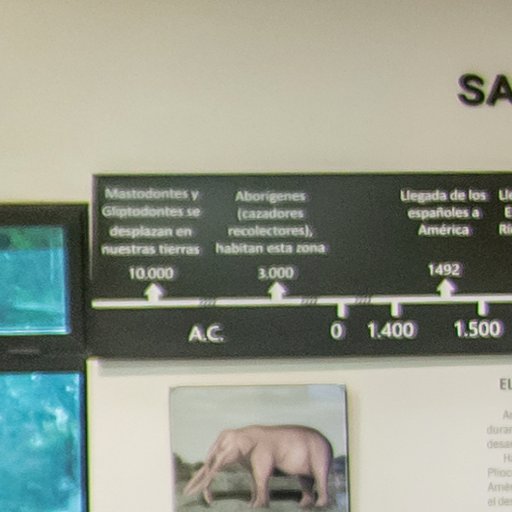 SA
Mastodontes y
Gliptodontes se
desplazan en
nuestras tierras
10.000
Aborígenes
(cazadores
recolectores),
habitan esta zona
3.000
Llegada de los
españoles a
América
1492
A.C.
0
1.400
1.500